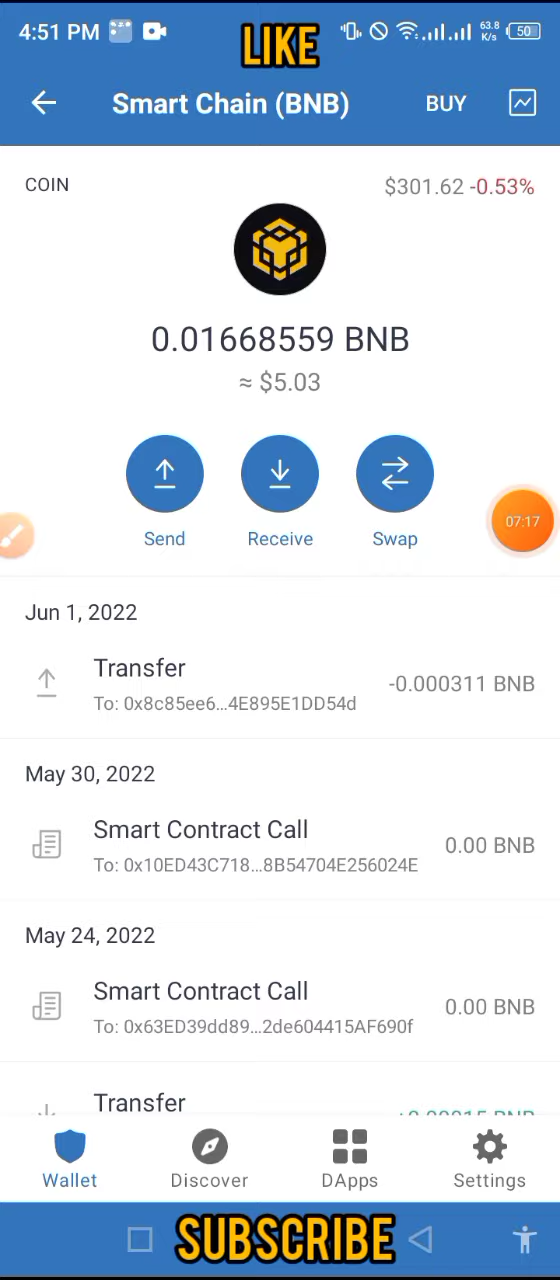 4:51 PM
63.8 K/s
50
LIKE
Smart Chain (BNB)
BUY
COIN
$301.62 -0.53%
0.01668559 BNB
≈ $5.03
Send
Receive
Swap
07:17
Jun 1, 2022
Transfer
-0.000311 BNB
To: 0x8c85ee6...4E895E1DD54d
May 30, 2022
Smart Contract Call
0.00 BNB
To: 0x10ED43C718...8B54704E256024E
May 24, 2022
Smart Contract Call
0.00 BNB
To: 0x63ED39dd89...2de604415AF690f
Transfer
Wallet
Discover
DApps
Settings
SUBSCRIBE